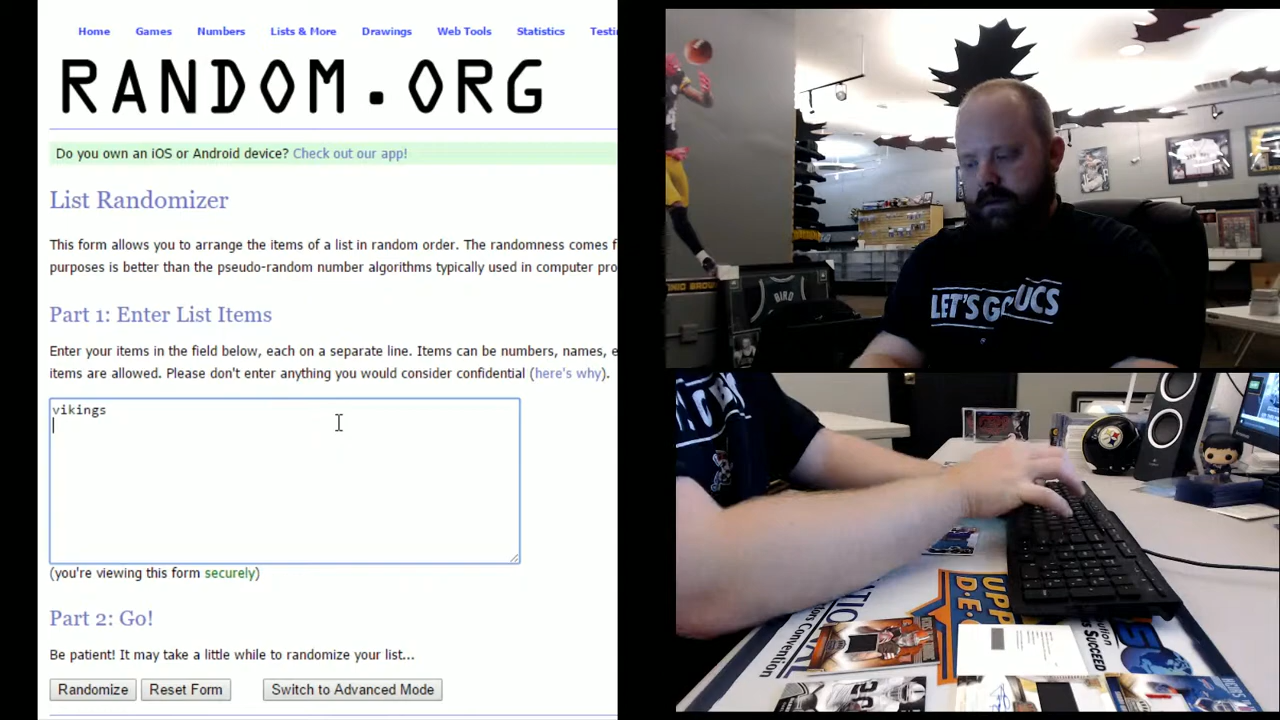 Home Games Numbers Lists & More Drawings Web Tools Statistics
RANDOM.ORG
Do you own an iOS or Android device? Check out our app!
List Randomizer
This form allows you to arrange the items of a list in random order. The randomness comes
purposes is better than the pseudo-random number algorithms typically used in computer
Part 1: Enter List Items
Enter your items in the field below, each on a separate line. Items can be numbers, names,
items are allowed. Please don't enter anything you would consider confidential (here's why).
vikings
(you're viewing this form securely)
Part 2: Go!
Be patient! It may take a little while to randomize your list...
Randomize Reset Form Switch to Advanced Mode
BIRD
LET'S GO BUCS
UPP
D.E.C
Convention
SUCCEED